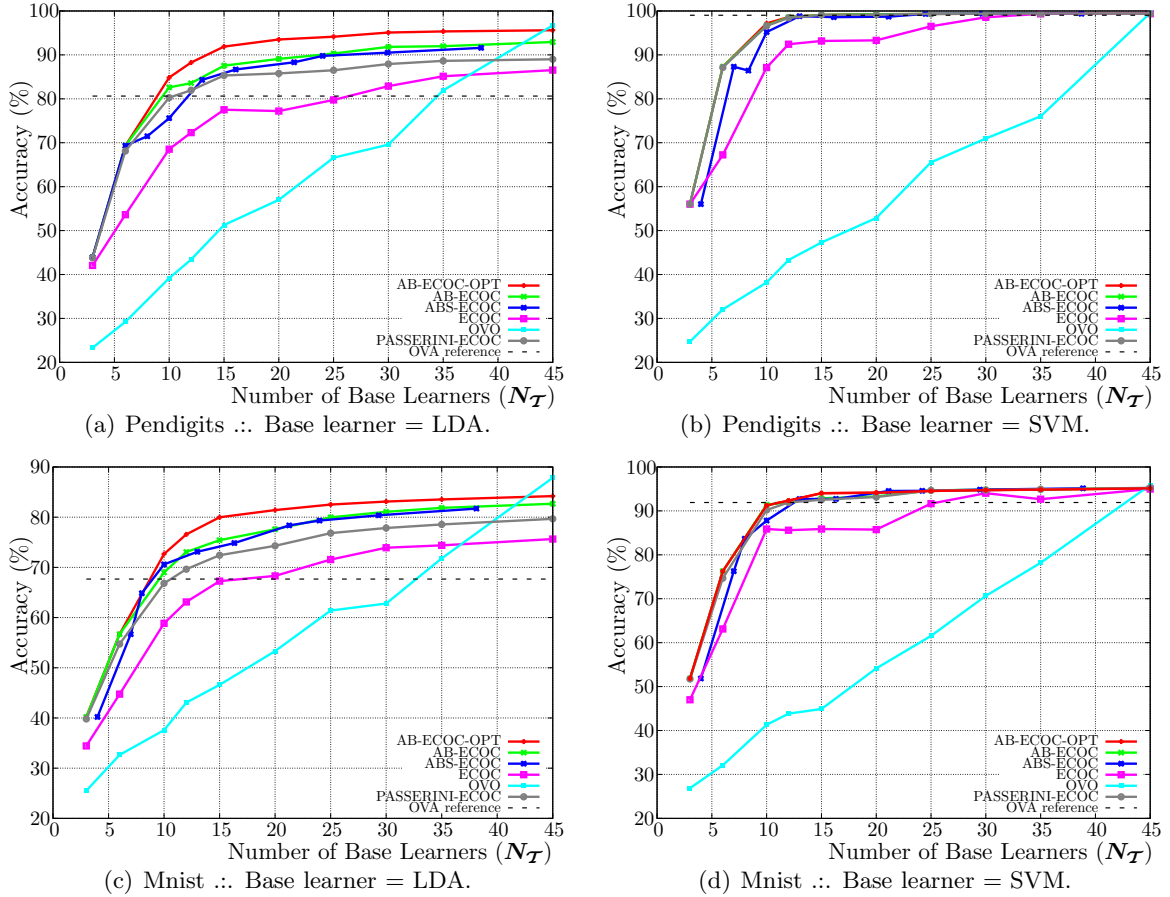 100
90
80
70
60
50
40
30
20
Accuracy (%)
AB-ECOC-OPT
AB-ECOC
ABS-ECOC
ECOC
OVO
PASSERINI-ECOC
OVA reference
0 5 10 15 20 25 30 35 40 45
Number of Base Learners (N_T)
(a) Pendigits .:. Base learner = LDA.
100
90
80
70
60
50
40
30
20
Accuracy (%)
AB-ECOC-OPT
AB-ECOC
ABS-ECOC
ECOC
OVO
PASSERINI-ECOC
OVA reference
0 5 10 15 20 25 30 35 40 45
Number of Base Learners (N_T)
(b) Pendigits .:. Base learner = SVM.
90
80
70
60
50
40
30
20
Accuracy (%)
AB-ECOC-OPT
AB-ECOC
ABS-ECOC
ECOC
OVO
PASSERINI-ECOC
OVA reference
0 5 10 15 20 25 30 35 40 45
Number of Base Learners (N_T)
(c) Mnist .:. Base learner = LDA.
100
90
80
70
60
50
40
30
20
Accuracy (%)
AB-ECOC-OPT
AB-ECOC
ABS-ECOC
ECOC
OVO
PASSERINI-ECOC
OVA reference
0 5 10 15 20 25 30 35 40 45
Number of Base Learners (N_T)
(d) Mnist .:. Base learner = SVM.